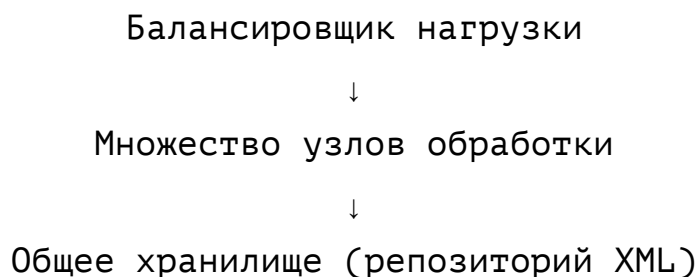 Балансировщик нагрузки
↓
Множество узлов обработки
↓
Общее хранилище (репозиторий XML)